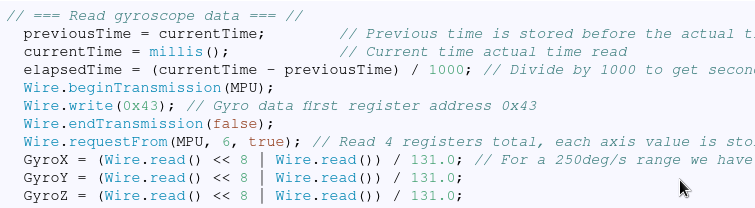 // === Read gyroscope data === //
previousTime = currentTime;        // Previous time is stored before the actual
currentTime = millis();            // Current time actual time read
elapsedTime = (currentTime - previousTime) / 1000; // Divide by 1000 to get
Wire.beginTransmission(MPU);
Wire.write(0x43); // Gyro data first register address 0x43
Wire.endTransmission(false);
Wire.requestFrom(MPU, 6, true); // Read 4 registers total, each axis value is
GyroX = (Wire.read() << 8 | Wire.read()) / 131.0; // For a 250deg/s range we have
GyroY = (Wire.read() << 8 | Wire.read()) / 131.0;
GyroZ = (Wire.read() << 8 | Wire.read()) / 131.0;